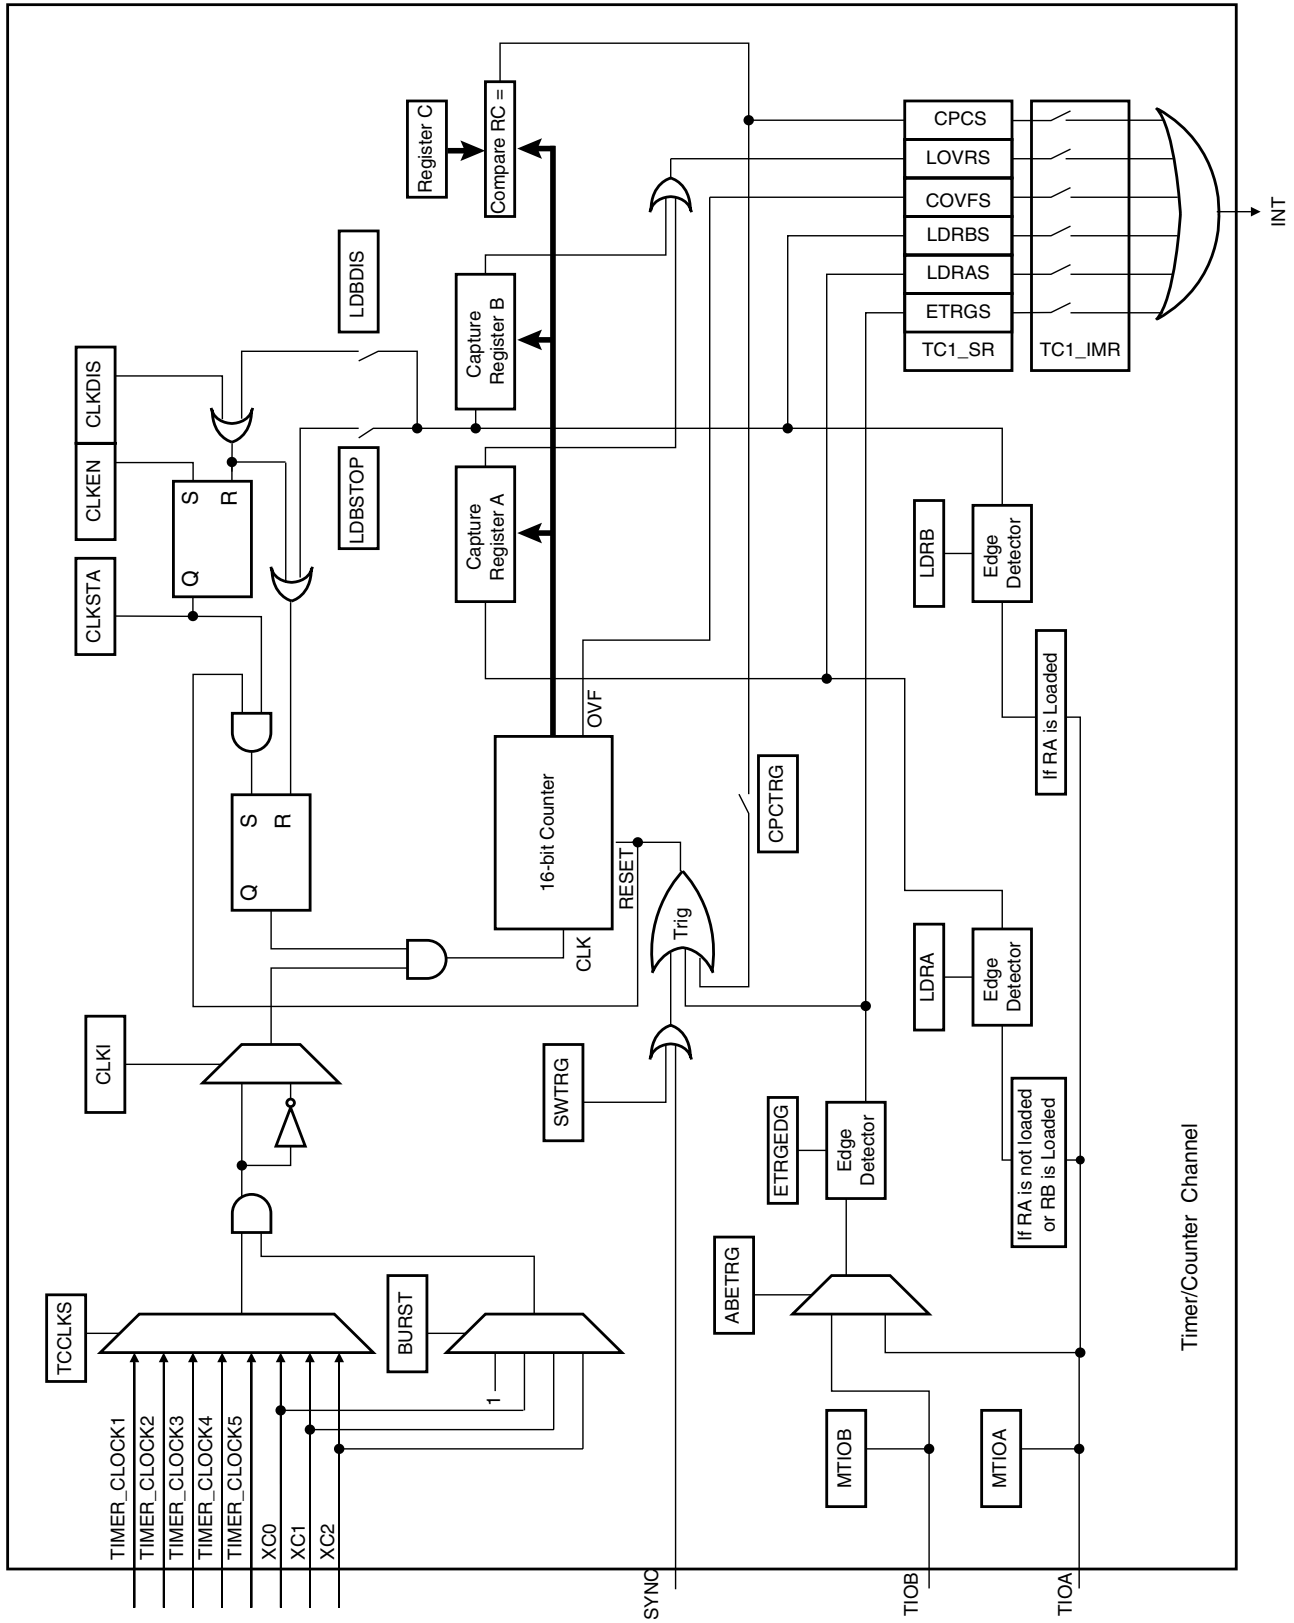 TCCLKS
TIMER_CLOCK1
TIMER_CLOCK2
TIMER_CLOCK3
TIMER_CLOCK4
TIMER_CLOCK5
XC0
XC1
XC2
CLKI
CLKSTA
CLKEN
CLKDIS
Q
S
R
Q
S
R
BURST
1
LDBSTOP
LDBDIS
Register C
Capture
Register A
Capture
Register B
Compare RC =
16-bit Counter
CLK
OVF
RESET
SWTRG
Trig
SYNC
CPCTRG
ABETRG
ETRGEDG
Edge
Detector
MTIOB
TIOB
CPCS
LOVRS
COVFS
LDRBS
LDRAS
ETRGS
TC1_SR
TC1_IMR
LDRA
Edge
Detector
LDRB
Edge
Detector
MTIOA
TIOA
If RA is not loaded
or RB is Loaded
If RA is Loaded
Timer/Counter Channel
INT